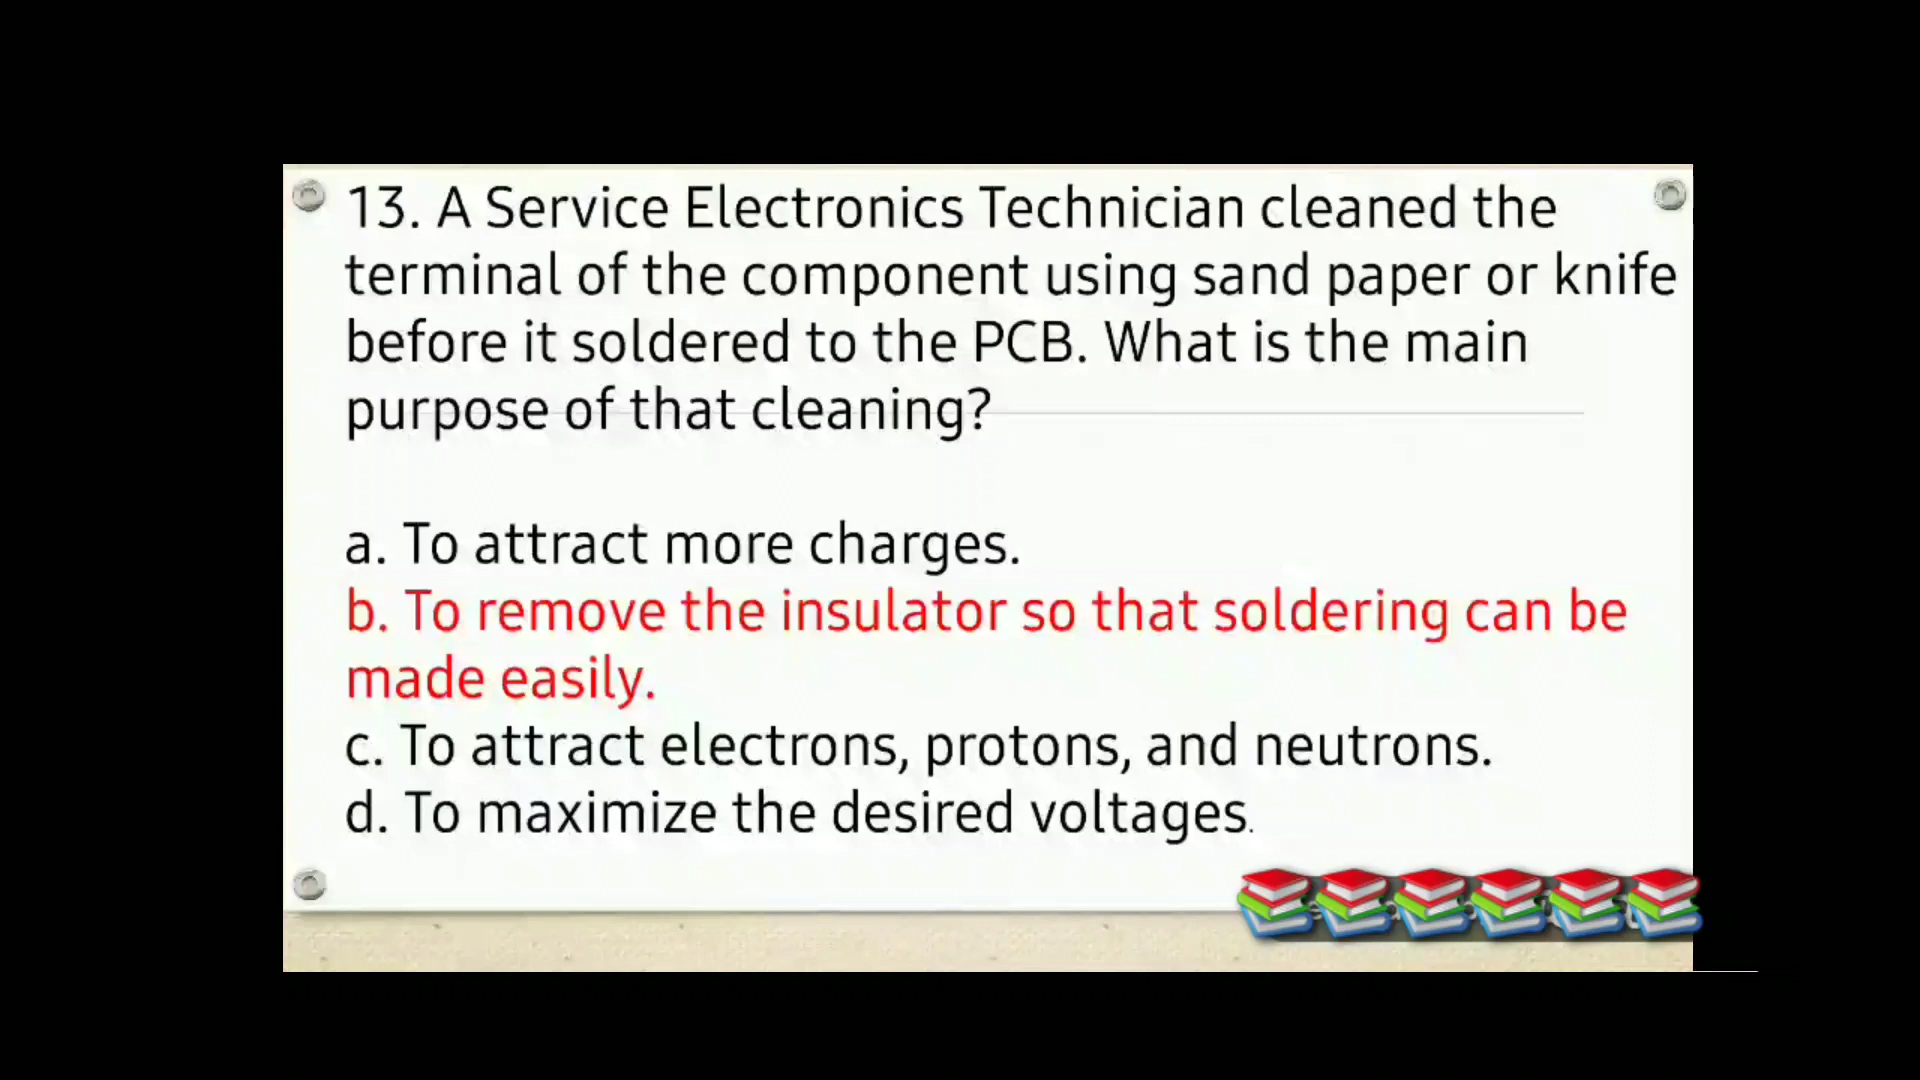 13. A Service Electronics Technician cleaned the
terminal of the component using sand paper or knife
before it soldered to the PCB. What is the main
purpose of that cleaning?
a. To attract more charges.
b. To remove the insulator so that soldering can be
made easily.
c. To attract electrons, protons, and neutrons.
d. To maximize the desired voltages.